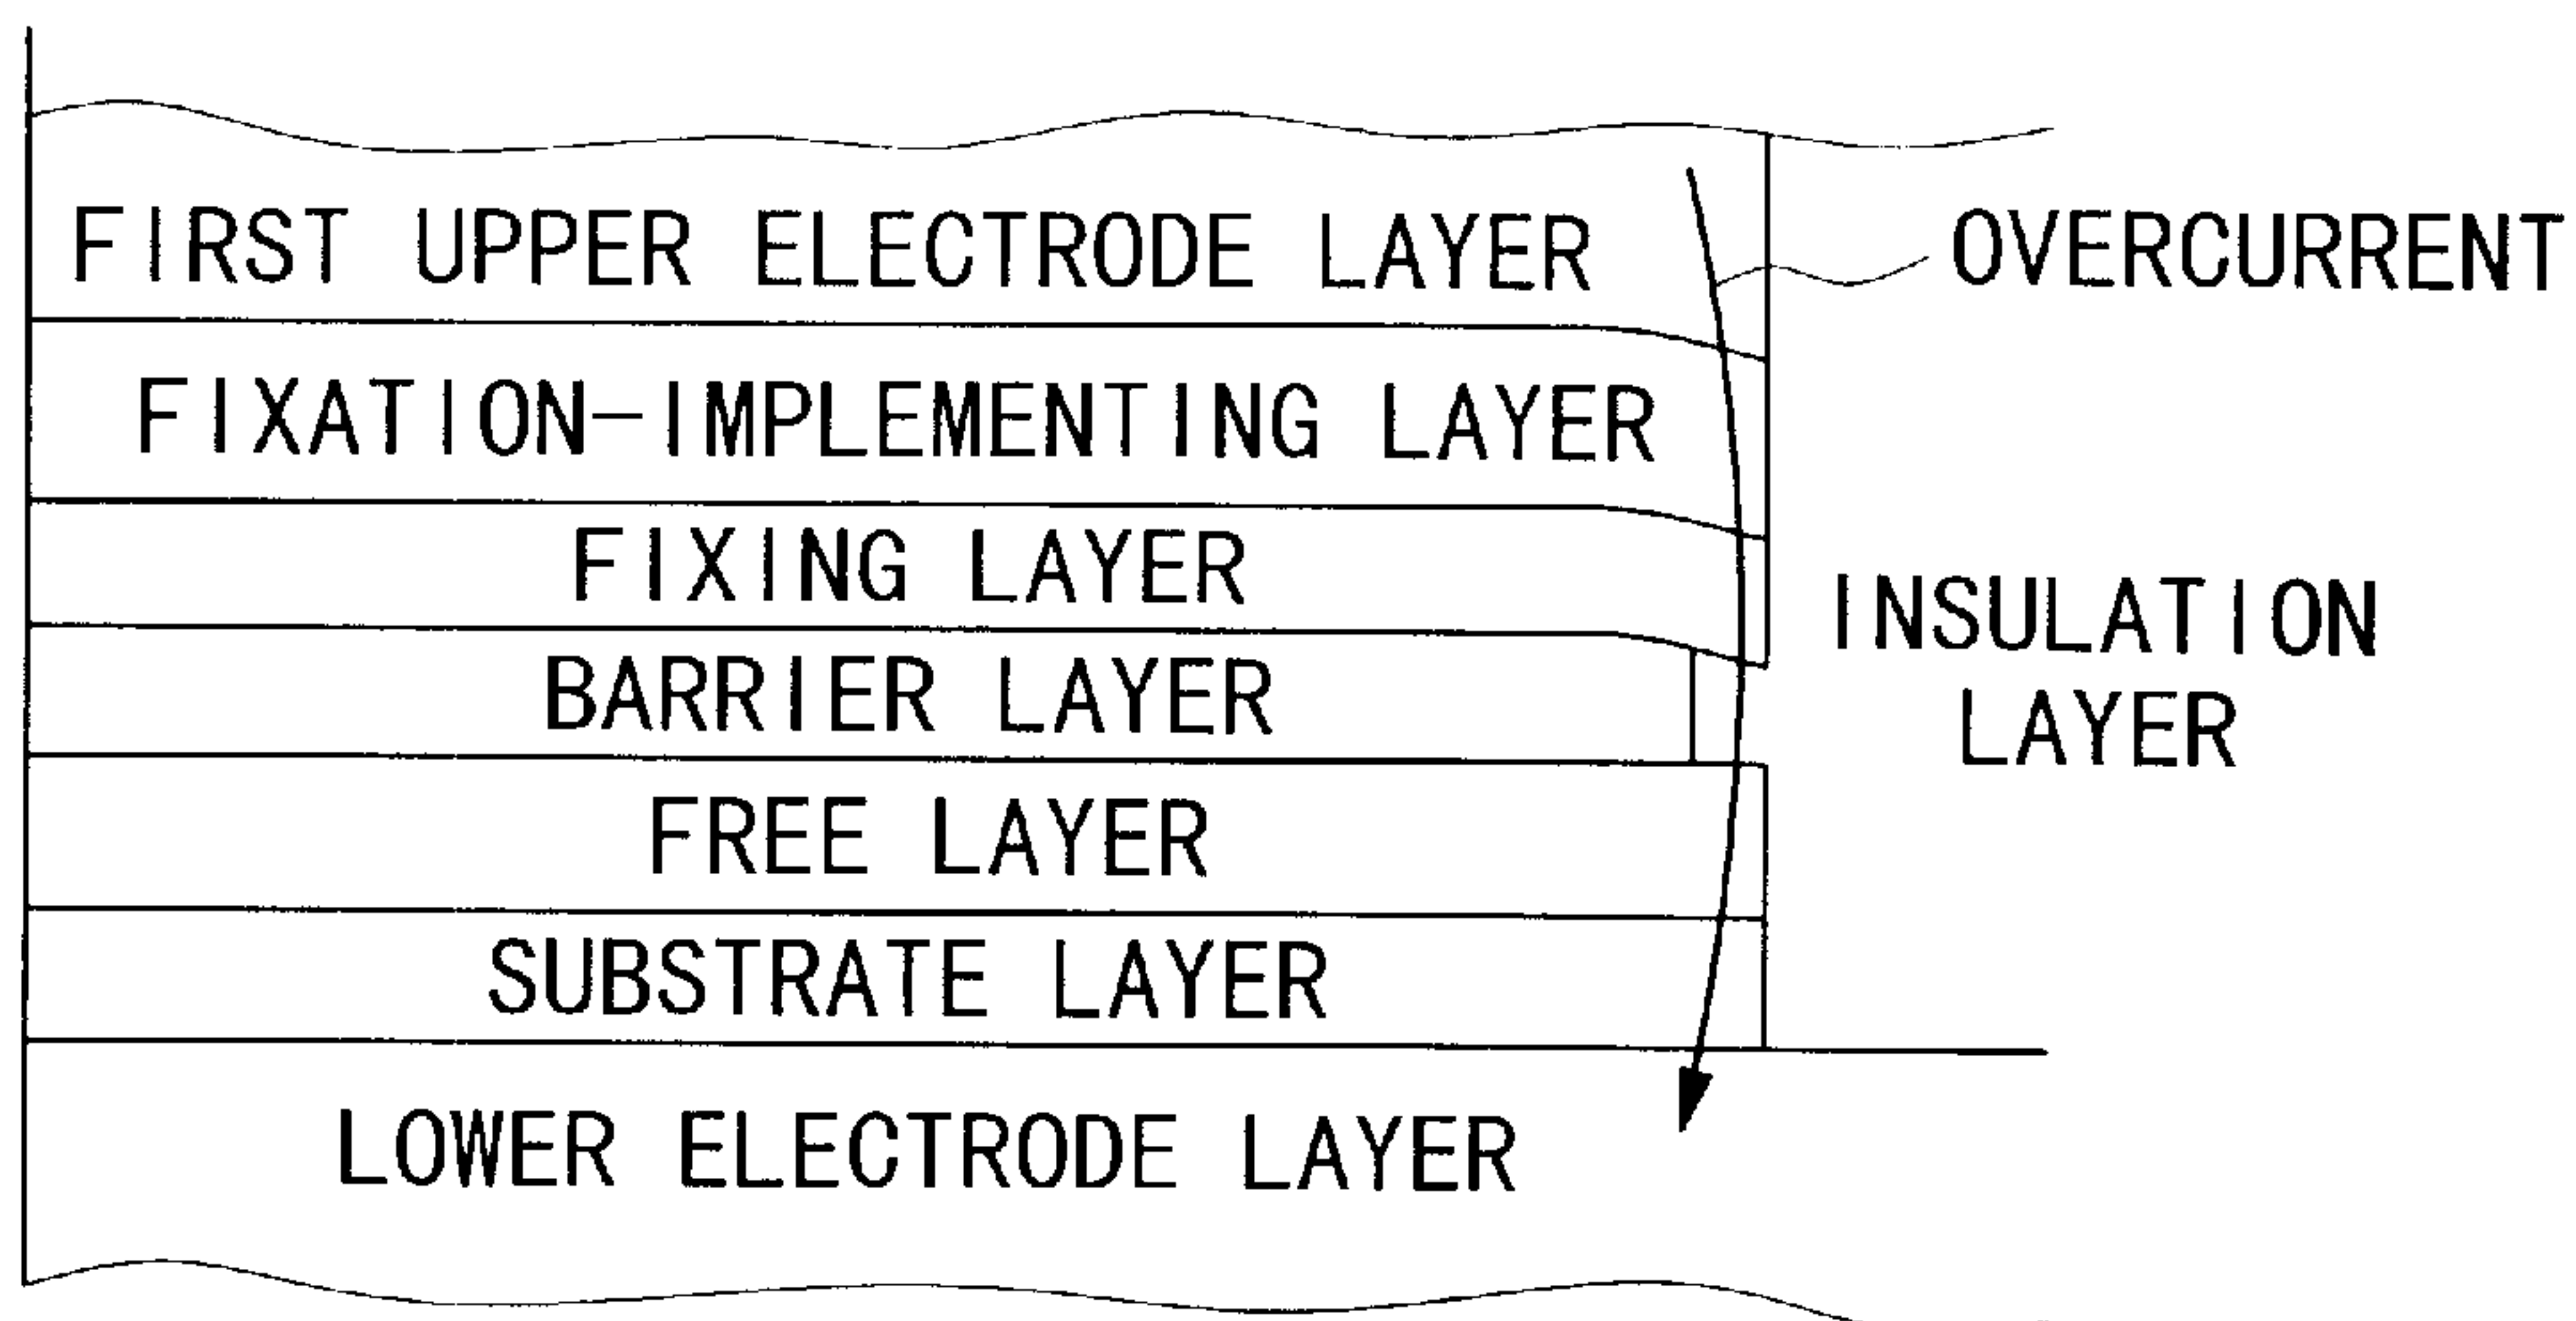 FIRST UPPER ELECTRODE LAYER
OVERCURRENT
FIXATION-IMPLEMENTING LAYER
FIXING LAYER
INSULATION
LAYER
BARRIER LAYER
FREE LAYER
SUBSTRATE LAYER
LOWER ELECTRODE LAYER